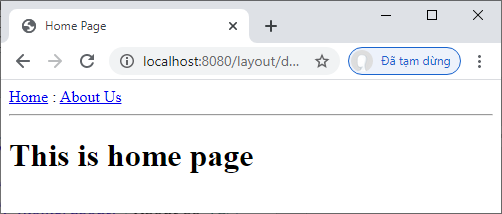 Home Page
localhost:8080/layout/d...
Đã tạm dừng
Home : About Us
This is home page